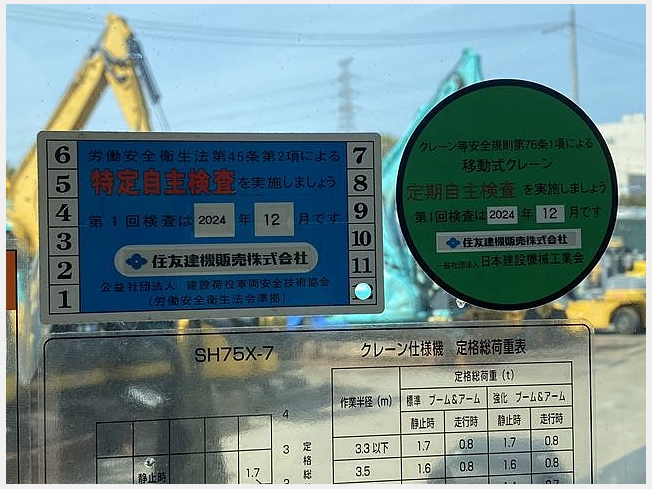 6
5
4
3
2
1
労働安全衛生法第45条第2項による
特定自主検査を実施しましょう
第1回検査は 2024 年 12 月です
住友建機販売株式会社
公益社団法人 建設荷役車両安全技術協会
(労働安全衛生法令準拠)
7
8
9
10
11
クレーン等安全規則第76条1項による
移動式クレーン
定期自主検査 を実施しましょう
第1回検査は 2024 年 12 月です
住友建機販売株式会社
一般社団法人 日本建設機械工業会
SH75X-7
クレーン仕様機 定格総荷重表
作業半径 (m)
定格総荷重 (t)
標準 ブーム&アーム 強化 ブーム&アーム
静止時 走行時 静止時 走行時
3.3 以下 1.7 0.8 1.7 0.8
3.5 1.6 0.8 1.6 0.8
4
3
定格総
静止時
1.7